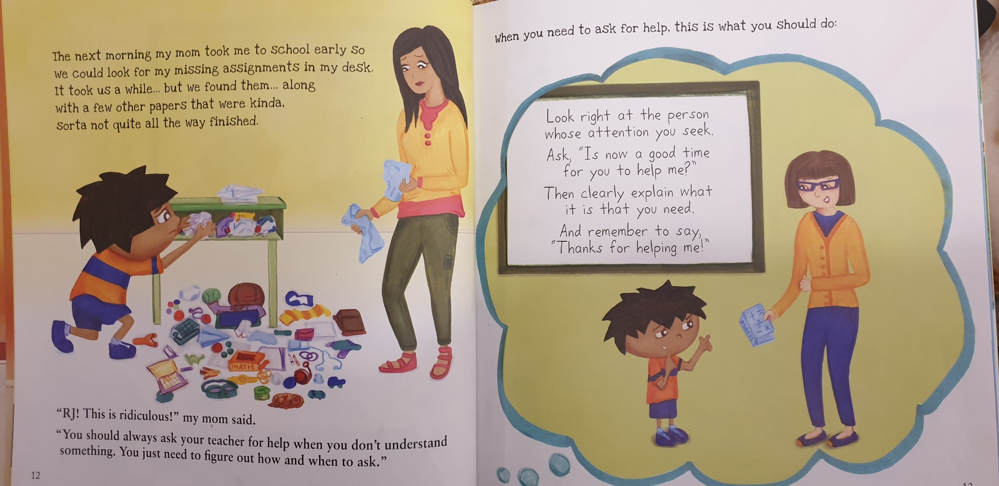 The next morning my mom took me to school early so
we could look for my missing assignments in my desk.
It took us a while... but we found them... along
with a few other papers that were kinda,
sorta not quite all the way finished.
MATH
“RJ! This is ridiculous!” my mom said.
“You should always ask your teacher for help when you don’t understand
something. You just need to figure out how and when to ask.”
12
When you need to ask for help, this is what you should do:
Look right at the person
whose attention you seek.
Ask, “Is now a good time
for you to help me?”
Then clearly explain what
it is that you need.
And remember to say,
“Thanks for helping me!”
MATH